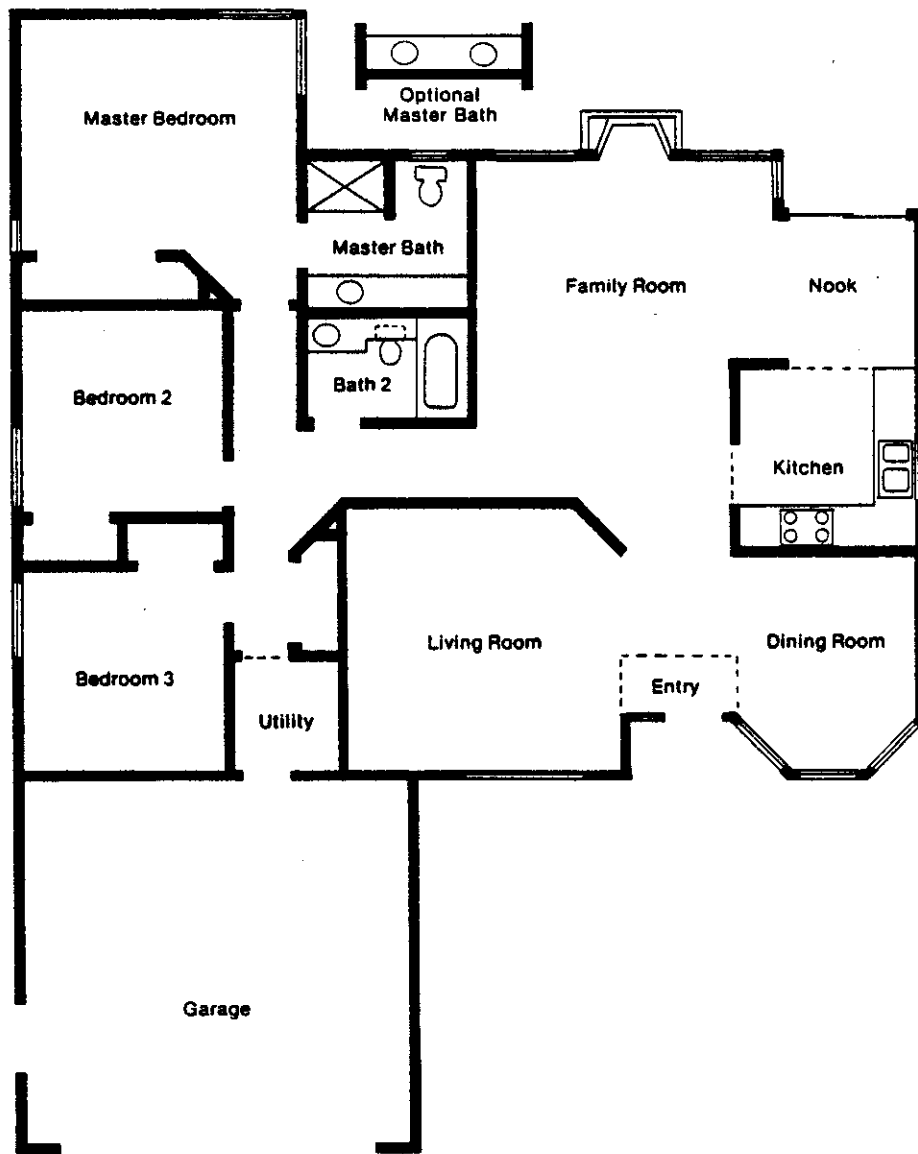 Optional
Master Bath
Master Bedroom
Master Bath
Family Room
Nook
Bedroom 2
Bath 2
Kitchen
Living Room
Dining Room
Bedroom 3
Entry
Utility
Garage